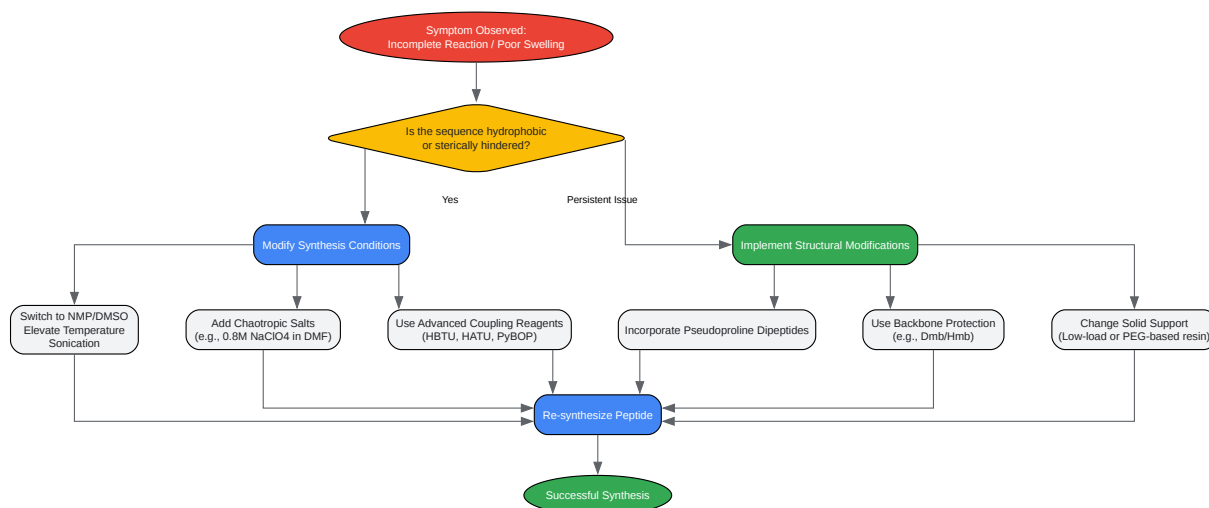 Symptom Observed:
Incomplete Reaction / Poor Swelling
Is the sequence hydrophobic
or sterically hindered?
Yes
Persistent Issue
Modify Synthesis Conditions
Implement Structural Modifications
Switch to NMP/DMSO
Elevate Temperature
Sonication
Add Chaotropic Salts
(e.g., 0.8M NaClO4 in DMF)
Use Advanced Coupling Reagents
(HBTU, HATU, PyBOP)
Incorporate Pseudoproline Dipeptides
Use Backbone Protection
(e.g., Dmb/Hmb)
Change Solid Support
(Low-load or PEG-based resin)
Re-synthesize Peptide
Successful Synthesis